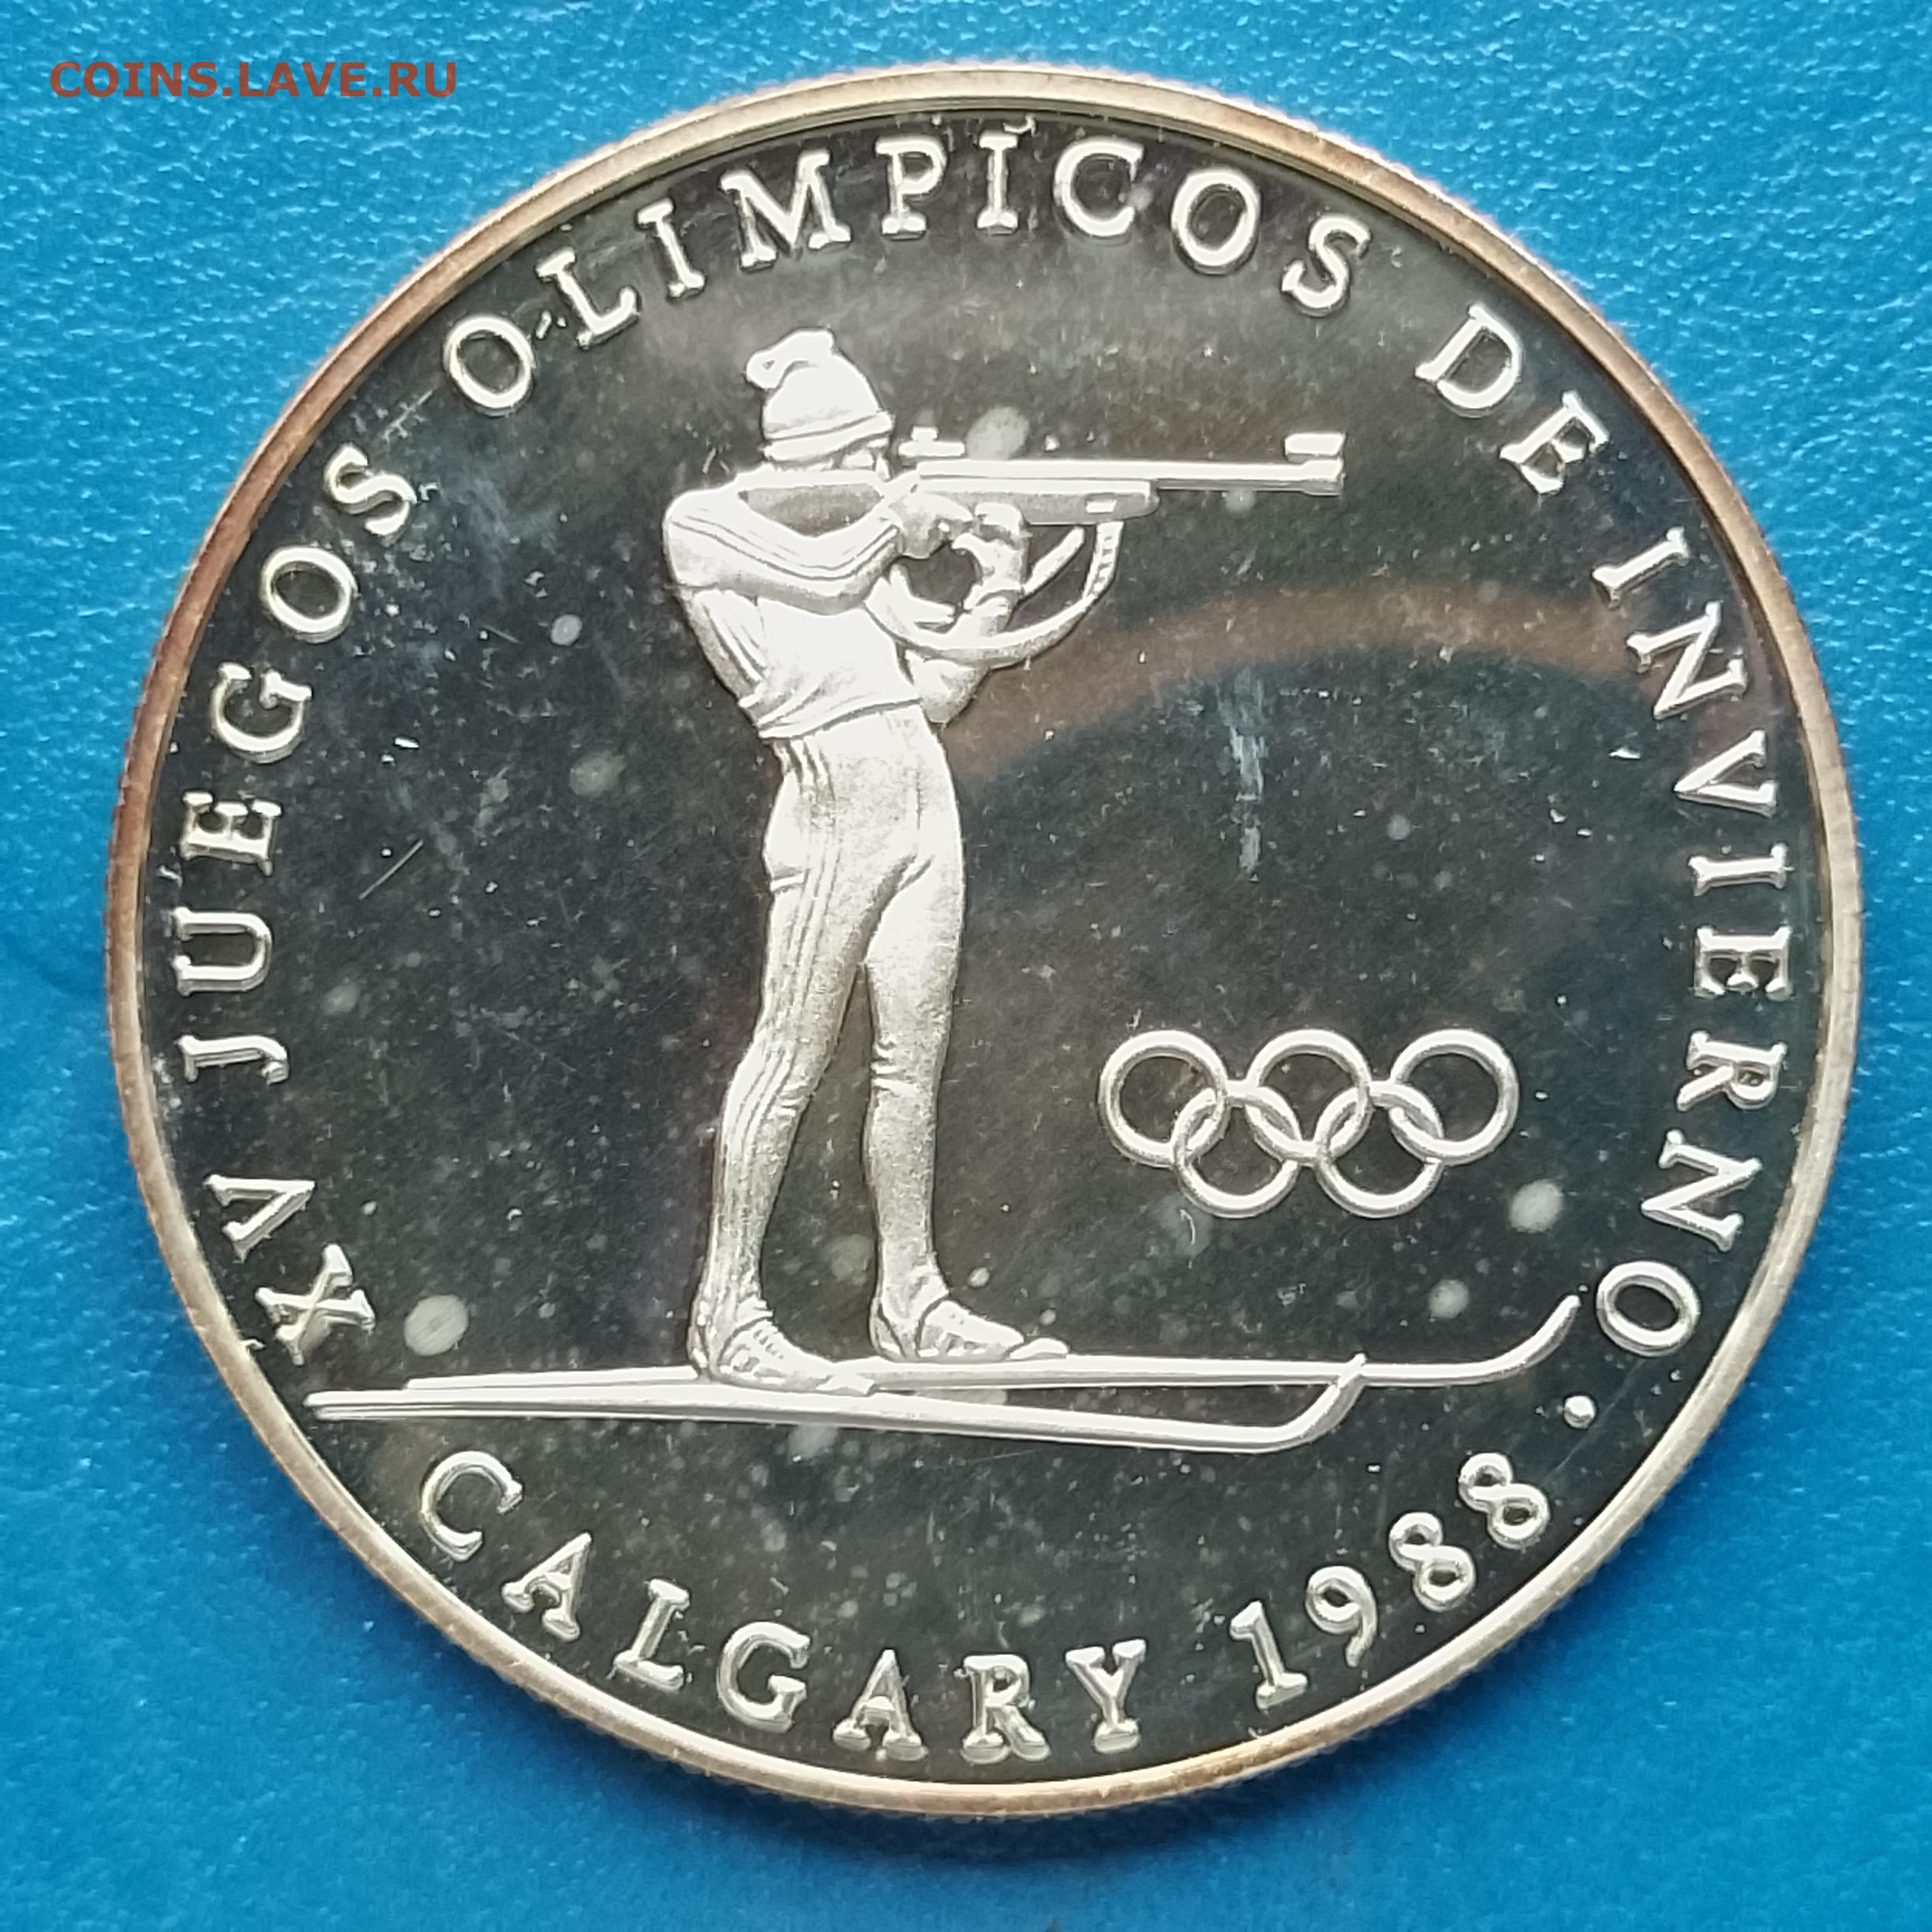 COINS.LAVE.RU
XV JUEGOS OLIMPICOS DE INVIERNO.
CALGARY 1988